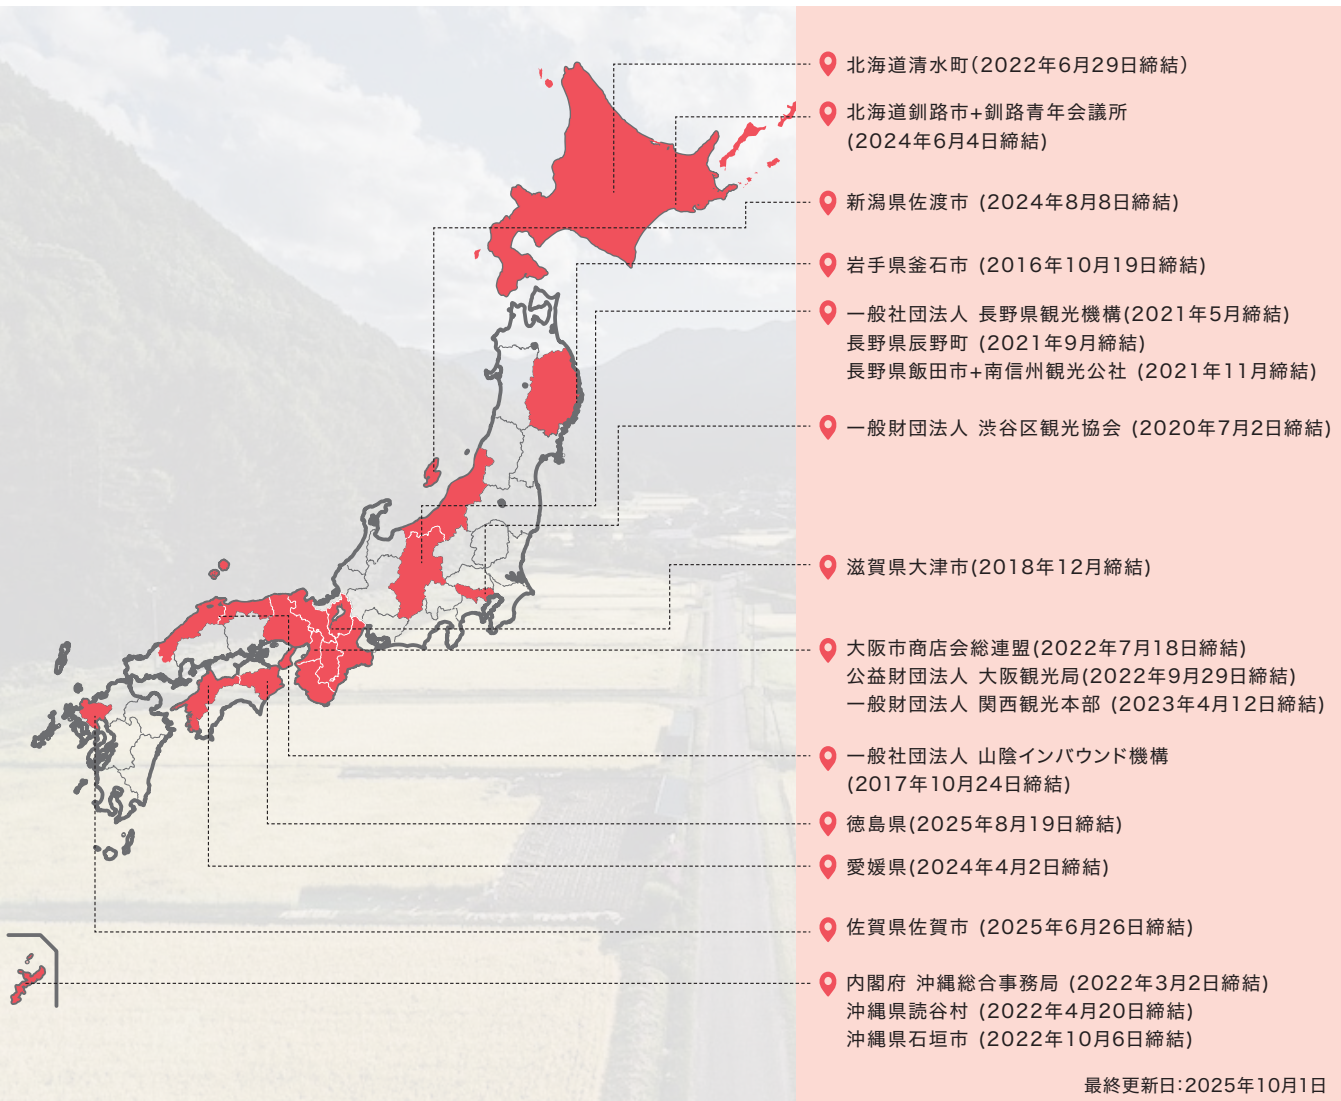 北海道清水町(2022年6月29日締結)
北海道釧路市+釧路青年会議所
(2024年6月4日締結)
新潟県佐渡市 (2024年8月8日締結)
岩手県釜石市 (2016年10月19日締結)
一般社団法人 長野県観光機構(2021年5月締結)
長野県辰野町 (2021年9月締結)
長野県飯田市+南信州観光公社 (2021年11月締結)
一般財団法人 渋谷区観光協会 (2020年7月2日締結)
滋賀県大津市(2018年12月締結)
大阪市商店会総連盟(2022年7月18日締結)
公益財団法人 大阪観光局(2022年9月29日締結)
一般財団法人 関西観光本部 (2023年4月12日締結)
一般社団法人 山陰インバウンド機構
(2017年10月24日締結)
徳島県(2025年8月19日締結)
愛媛県(2024年4月2日締結)
佐賀県佐賀市 (2025年6月26日締結)
内閣府 沖縄総合事務局 (2022年3月2日締結)
沖縄県読谷村 (2022年4月20日締結)
沖縄県石垣市 (2022年10月6日締結)
最終更新日:2025年10月1日